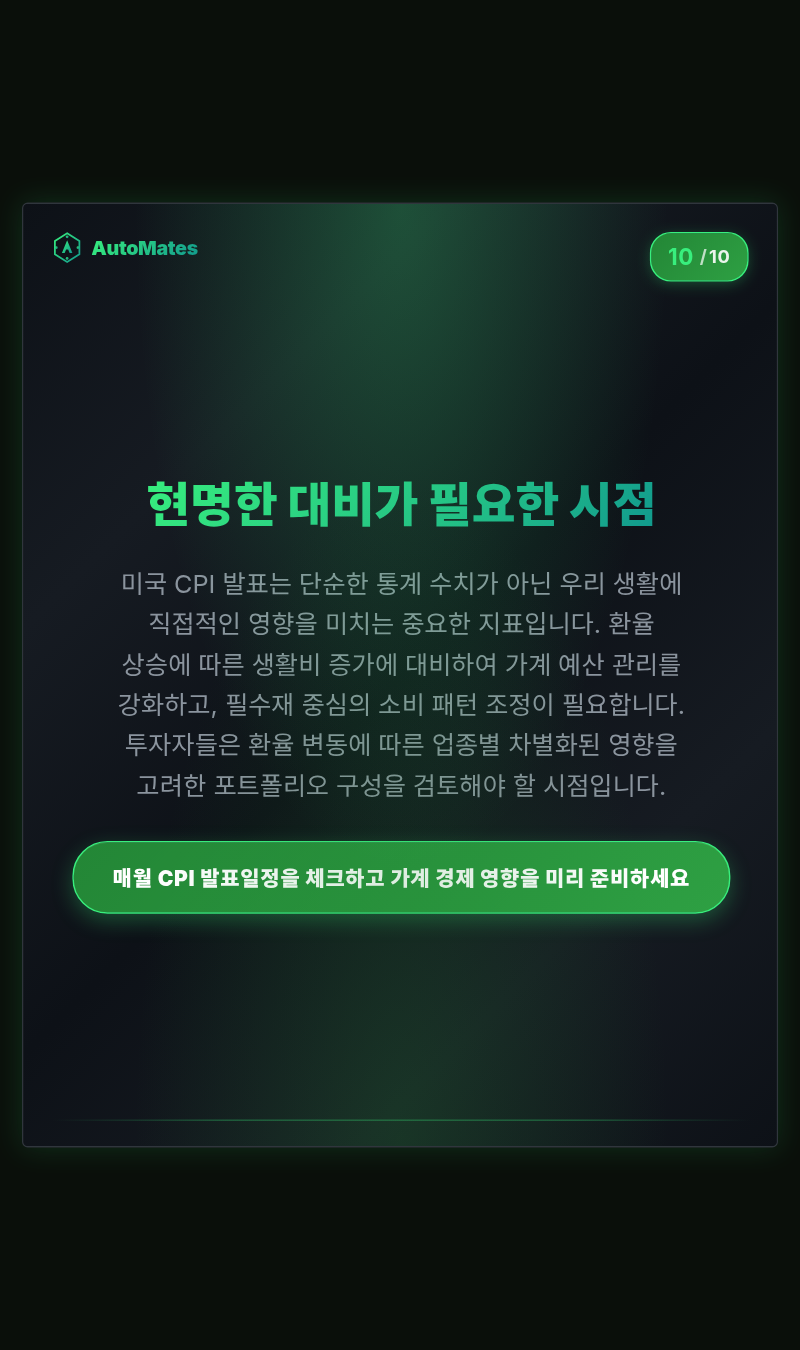 AutoMates
10 /10
현명한 대비가 필요한 시점
미국 CPI 발표는 단순한 통계 수치가 아닌 우리 생활에
직접적인 영향을 미치는 중요한 지표입니다. 환율
상승에 따른 생활비 증가에 대비하여 가계 예산 관리를
강화하고, 필수재 중심의 소비 패턴 조정이 필요합니다.
투자자들은 환율 변동에 따른 업종별 차별화된 영향을
고려한 포트폴리오 구성을 검토해야 할 시점입니다.
매월 CPI 발표일정을 체크하고 가계 경제 영향을 미리 준비하세요